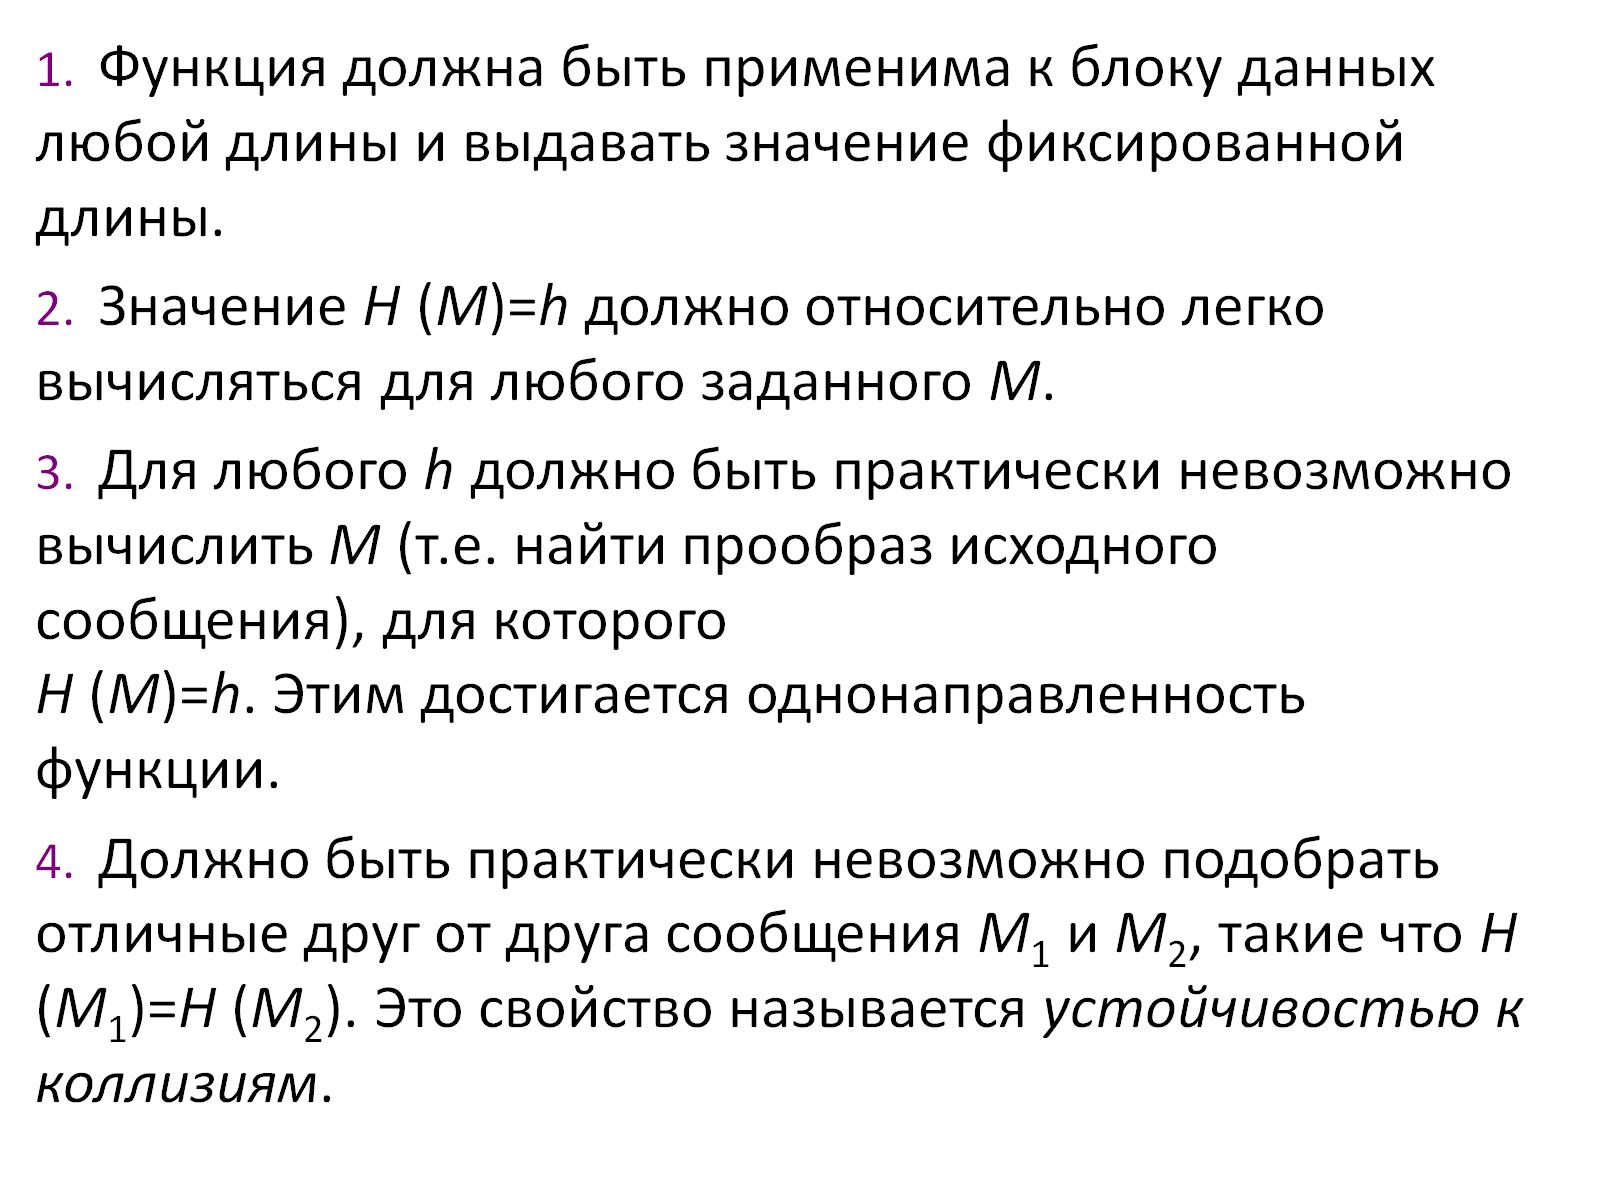 1. Функция должна быть применима к блоку данных
любой длины и выдавать значение фиксированной
длины.
2. Значение H (M)=h должно относительно легко
вычисляться для любого заданного M.
3. Для любого h должно быть практически невозможно
вычислить M (т.е. найти прообраз исходного
сообщения), для которого
H (M)=h. Этим достигается однонаправленность
функции.
4. Должно быть практически невозможно подобрать
отличные друг от друга сообщения M₁ и M₂, такие что H
(M₁)=H (M₂). Это свойство называется устойчивостью к
коллизиям.